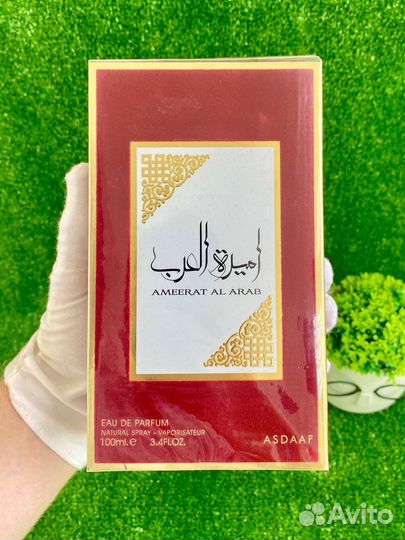 أميرة العرب
AMEERAT AL ARAB
EAU DE PARFUM
NATURAL SPRAY - VAPORISATEUR
100ml.e 3.4FL.OZ.
ASDAAF
Avito